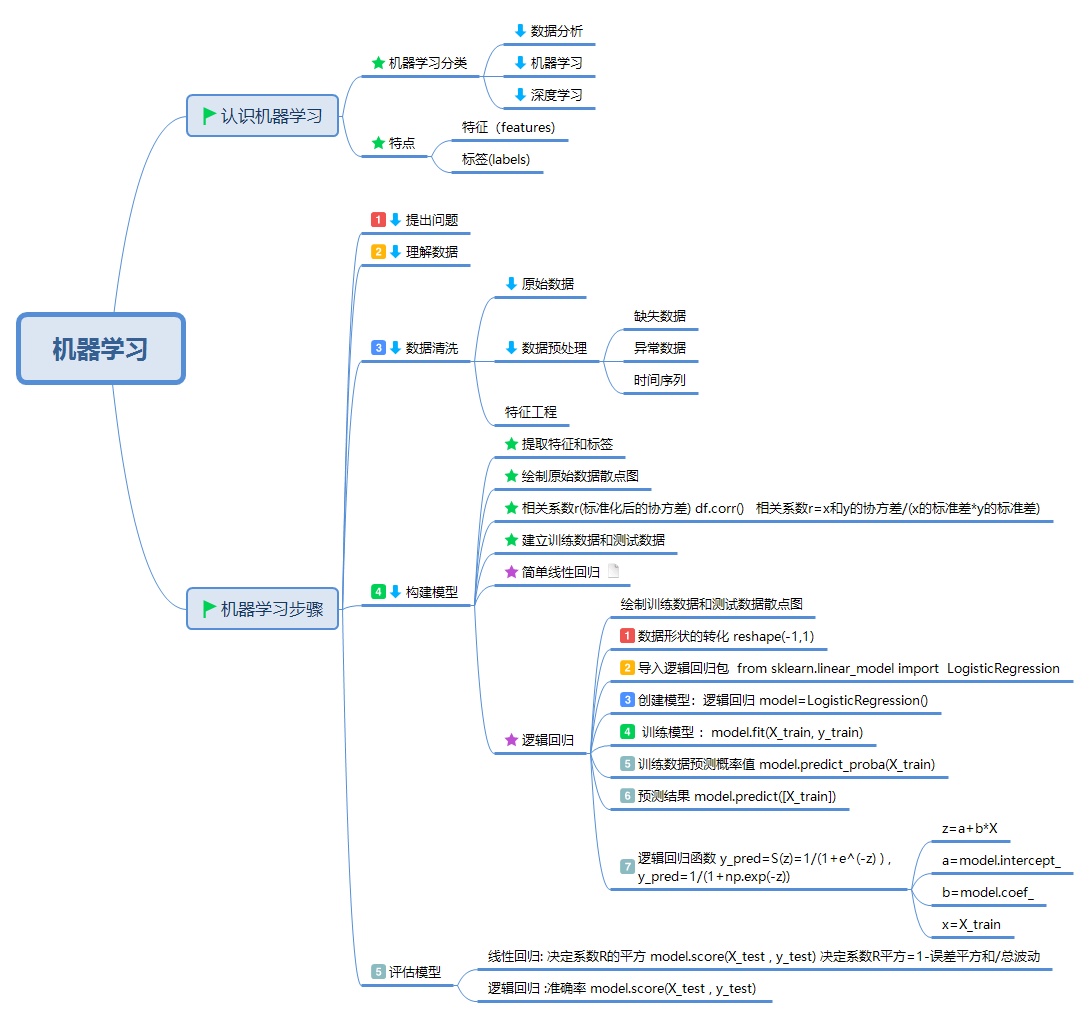 机器学习
认识机器学习
机器学习分类
数据分析
机器学习
深度学习
特点
特征（features)
标签(labels)
机器学习步骤
1 提出问题
2 理解数据
3 数据清洗
原始数据
数据预处理
缺失数据
异常数据
时间序列
特征工程
4 构建模型
提取特征和标签
绘制原始数据散点图
相关系数r(标准化后的协方差) df.corr() 相关系数r=x和y的协方差/(x的标准差*y的标准差)
建立训练数据和测试数据
简单线性回归
逻辑回归
绘制训练数据和测试数据散点图
1 数据形状的转化 reshape(-1,1)
2 导入逻辑回归包 from sklearn.linear_model import LogisticRegression
3 创建模型：逻辑回归 model=LogisticRegression()
4 训练模型 ：model.fit(X_train, y_train)
5 训练数据预测概率值 model.predict_proba(X_train)
6 预测结果 model.predict([X_train])
7 逻辑回归函数 y_pred=S(z)=1/(1+e^(-z) ) ,
y_pred=1/(1+np.exp(-z))
z=a+b*X
a=model.intercept_
b=model.coef_
x=X_train
5 评估模型
线性回归: 决定系数R的平方 model.score(X_test , y_test) 决定系数R平方=1-误差平方和/总波动
逻辑回归 :准确率 model.score(X_test , y_test)